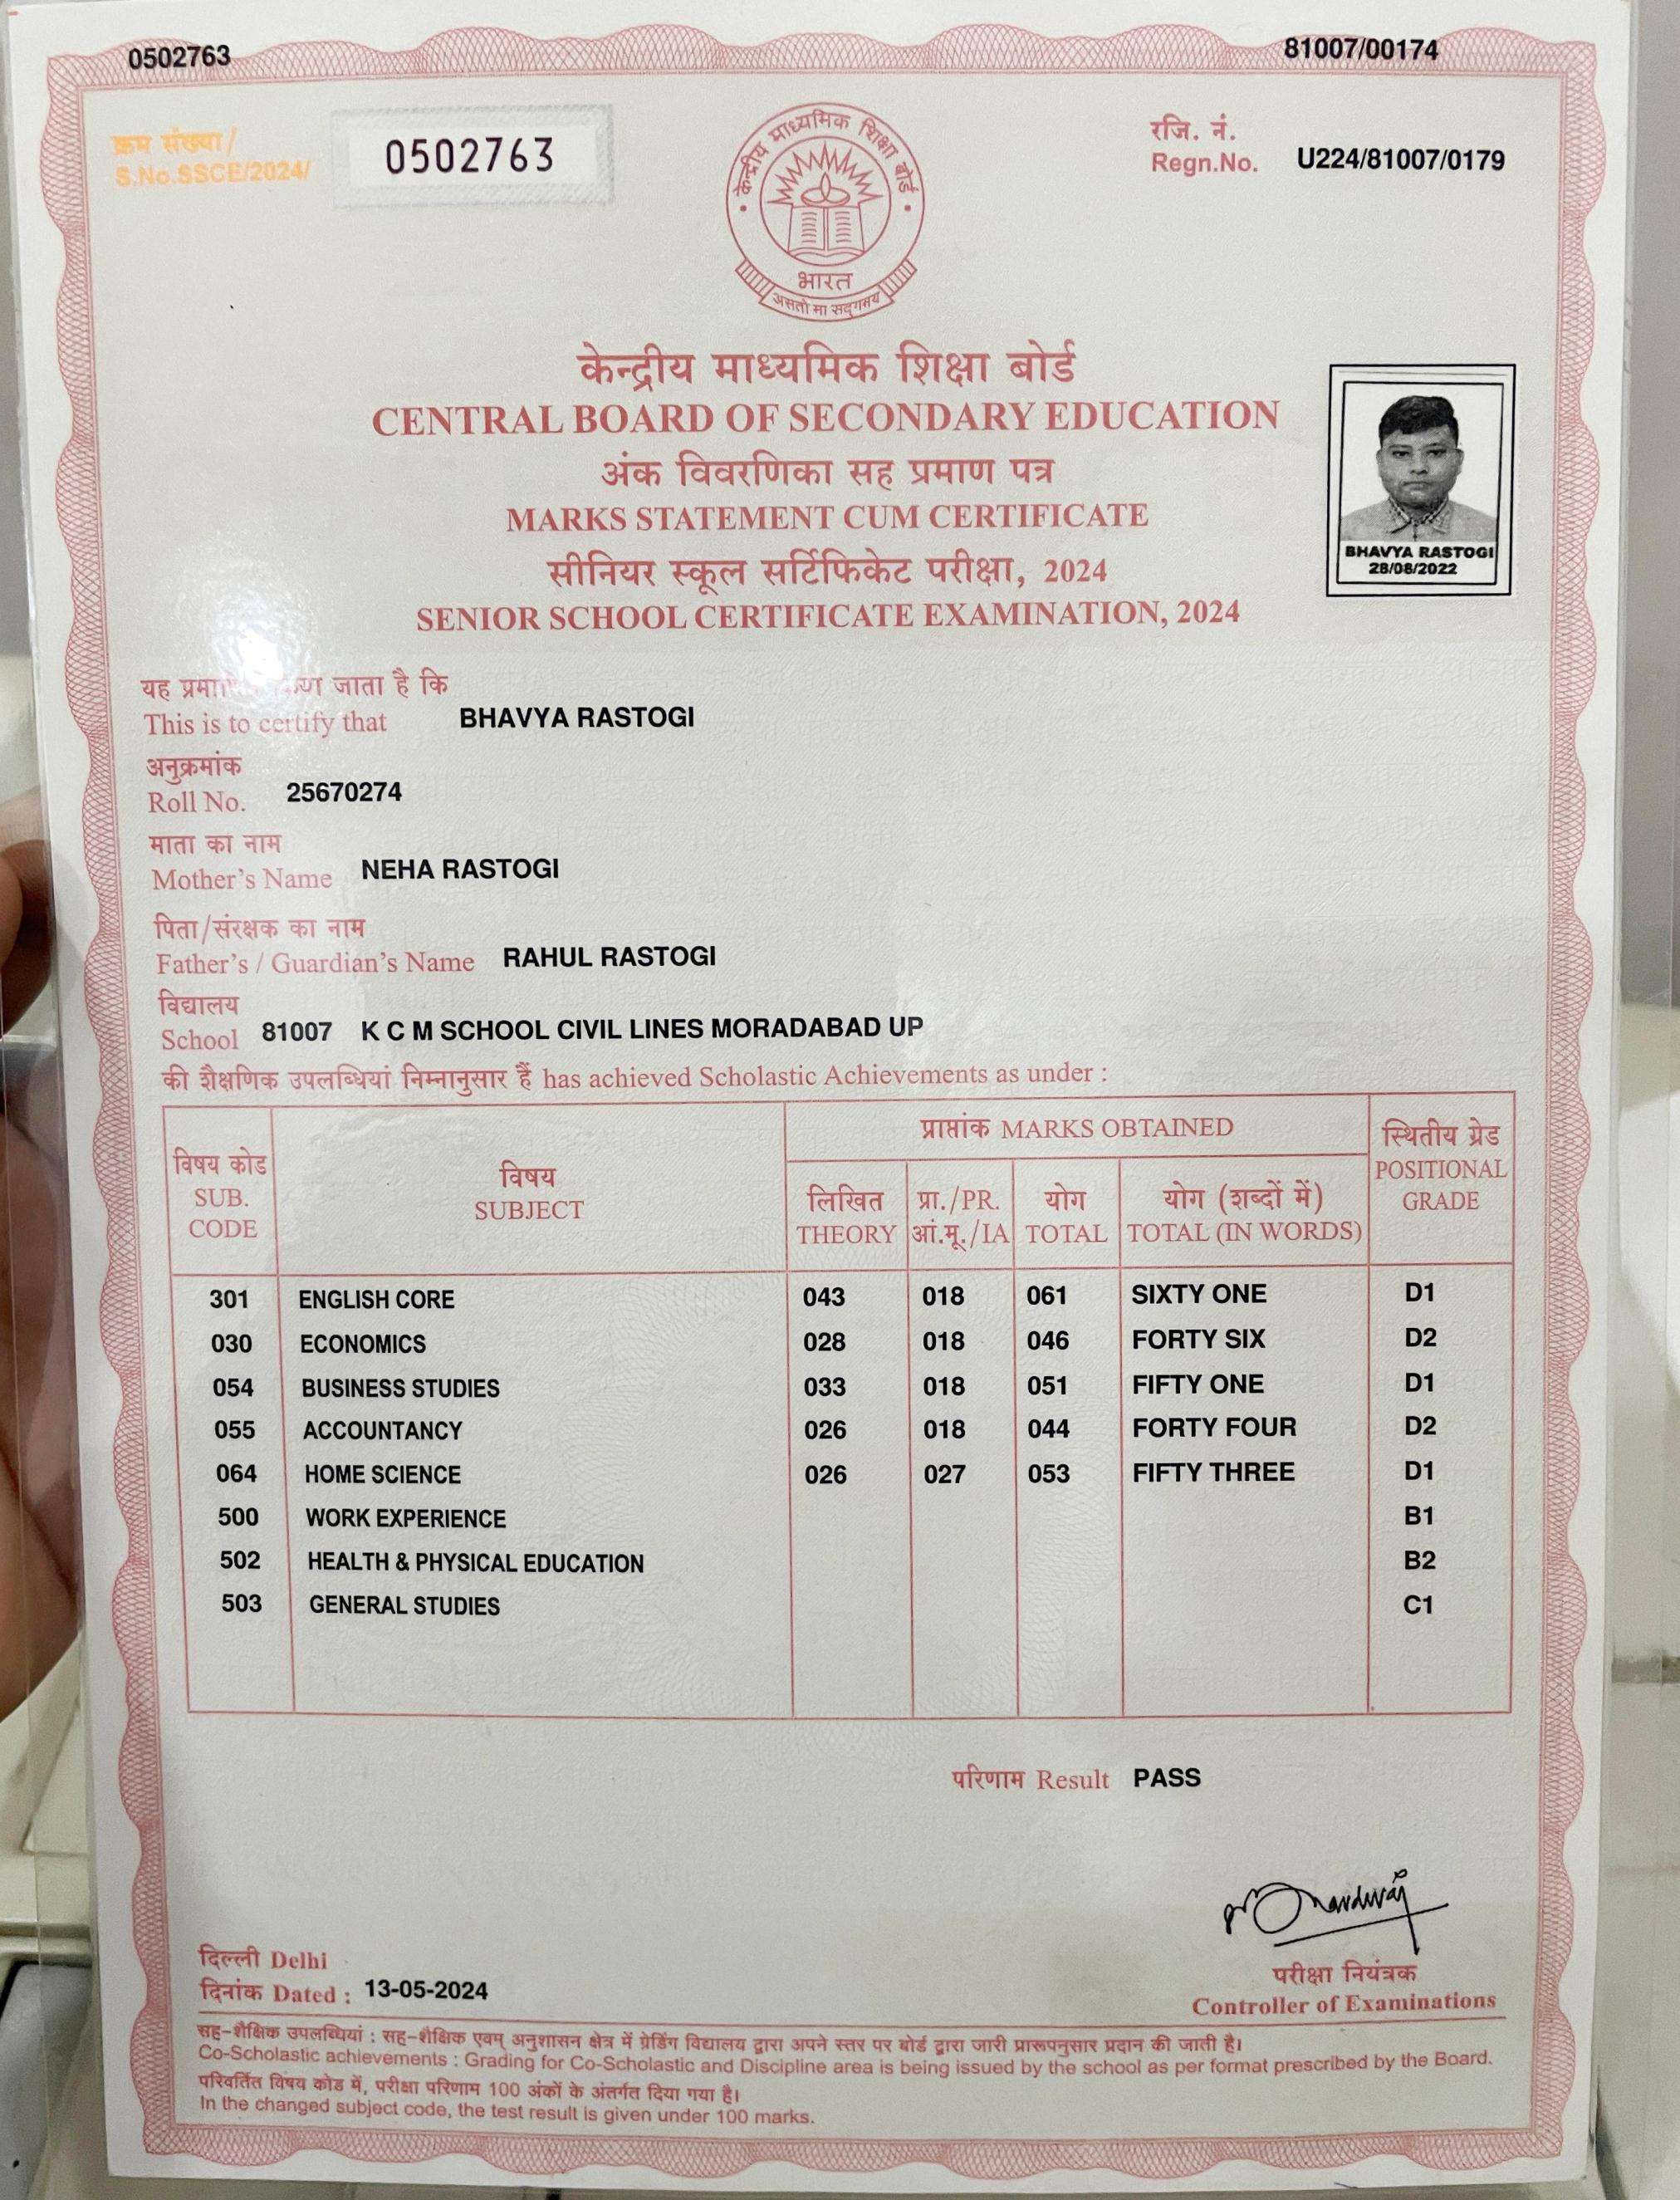 0502763
81007/00174
क्रम संख्या/
S.No.SSCE/2024/
0502763
रजि. नं.
Regn.No. U224/81007/0179
केन्द्रीय माध्यमिक शिक्षा बोर्ड
भारत
असतो मा सद्गमय
केन्द्रीय माध्यमिक शिक्षा बोर्ड
CENTRAL BOARD OF SECONDARY EDUCATION
अंक विवरणिका सह प्रमाण पत्र
MARKS STATEMENT CUM CERTIFICATE
सीनियर स्कूल सर्टिफिकेट परीक्षा, 2024
SENIOR SCHOOL CERTIFICATE EXAMINATION, 2024
BHAVYA RASTOGI
28/08/2022
यह जाता है कि
This is to certify that BHAVYA RASTOGI
अनुक्रमांक
Roll No. 25670274
माता का नाम
Mother's Name NEHA RASTOGI
पिता/संरक्षक का नाम
Father's / Guardian's Name RAHUL RASTOGI
विद्यालय
School 81007 K C M SCHOOL CIVIL LINES MORADABAD UP
की शैक्षणिक उपलब्धियां निम्नानुसार हैं has achieved Scholastic Achievements as under :
विषय कोड
SUB.
CODE
विषय
SUBJECT
प्राप्तांक MARKS OBTAINED
लिखित
THEORY
प्रा./PR.
आं.मू./IA
योग
TOTAL
योग (शब्दों में)
TOTAL (IN WORDS)
स्थितीय ग्रेड
POSITIONAL
GRADE
301 ENGLISH CORE 043 018 061 SIXTY ONE D1
030 ECONOMICS 028 018 046 FORTY SIX D2
054 BUSINESS STUDIES 033 018 051 FIFTY ONE D1
055 ACCOUNTANCY 026 018 044 FORTY FOUR D2
064 HOME SCIENCE 026 027 053 FIFTY THREE D1
500 WORK EXPERIENCE B1
502 HEALTH & PHYSICAL EDUCATION B2
503 GENERAL STUDIES C1
परिणाम Result PASS
दिल्ली Delhi
दिनांक Dated : 13-05-2024
परीक्षा नियंत्रक
Controller of Examinations
सह-शैक्षिक उपलब्धियां : सह-शैक्षिक एवम् अनुशासन क्षेत्र में ग्रेडिंग विद्यालय द्वारा अपने स्तर पर बोर्ड द्वारा जारी प्रारूपनुसार प्रदान की जाती है।
Co-Scholastic achievements : Grading for Co-Scholastic and Discipline area is being issued by the school as per format prescribed by the Board.
परिवर्तित विषय कोड में, परीक्षा परिणाम 100 अंकों के अंतर्गत दिया गया है।
In the changed subject code, the test result is given under 100 marks.